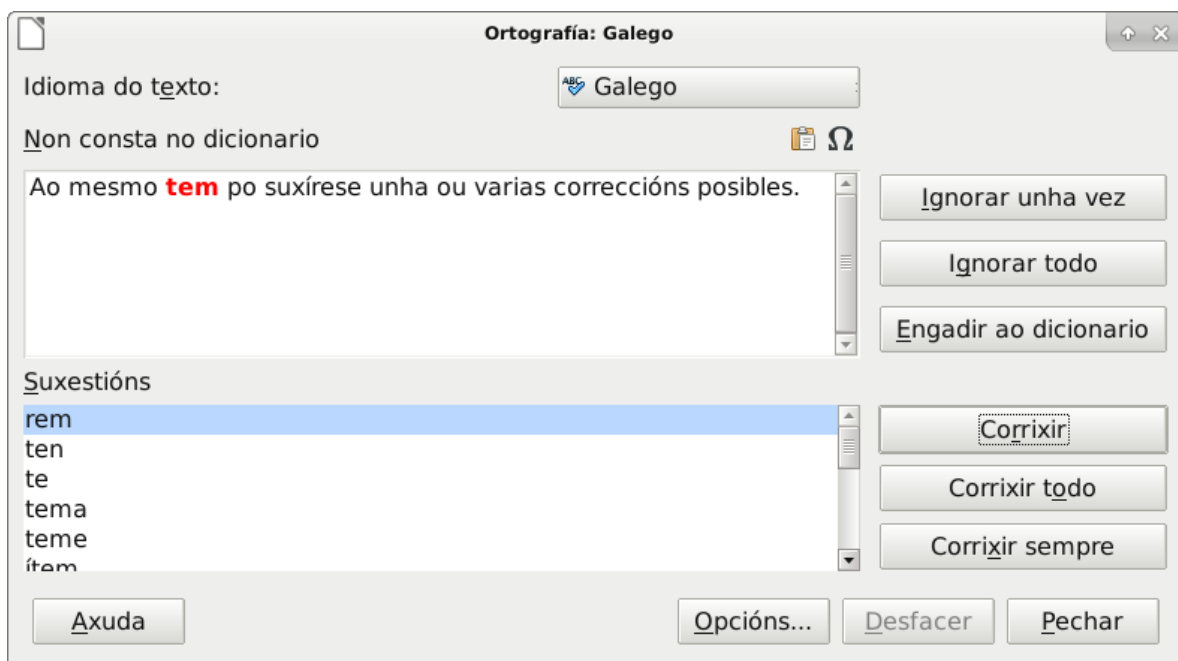 Ortografía: Galego
Idioma do texto:
Galego
Non consta no dicionario
Ω
Ao mesmo tem po suxírese unha ou varias correccións posibles.
Ignorar unha vez
Ignorar todo
Engadir ao dicionario
Suxestións
rem
ten
te
tema
teme
ítem
Corrixir
Corrixir todo
Corrixir sempre
Axuda
Opcións...
Desfacer
Pechar